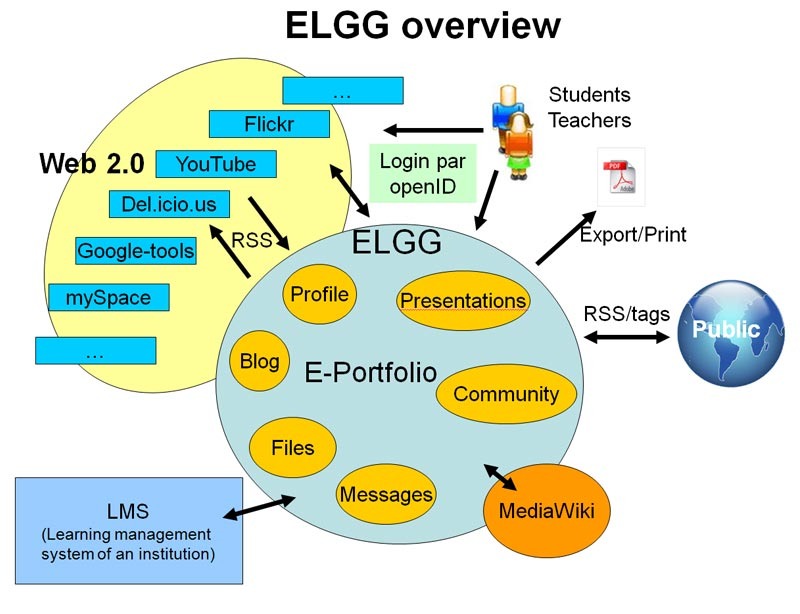 ELGG overview
...
Flickr
Web 2.0
YouTube
Del.icio.us
Google-tools
mySpace
...
RSS
Login par
openID
Students
Teachers
PDF
Adobe
Export/Print
ELGG
Profile
Presentations
Blog
E-Portfolio
Community
Files
Messages
RSS/tags
Public
MediaWiki
LMS
(Learning management
system of an institution)